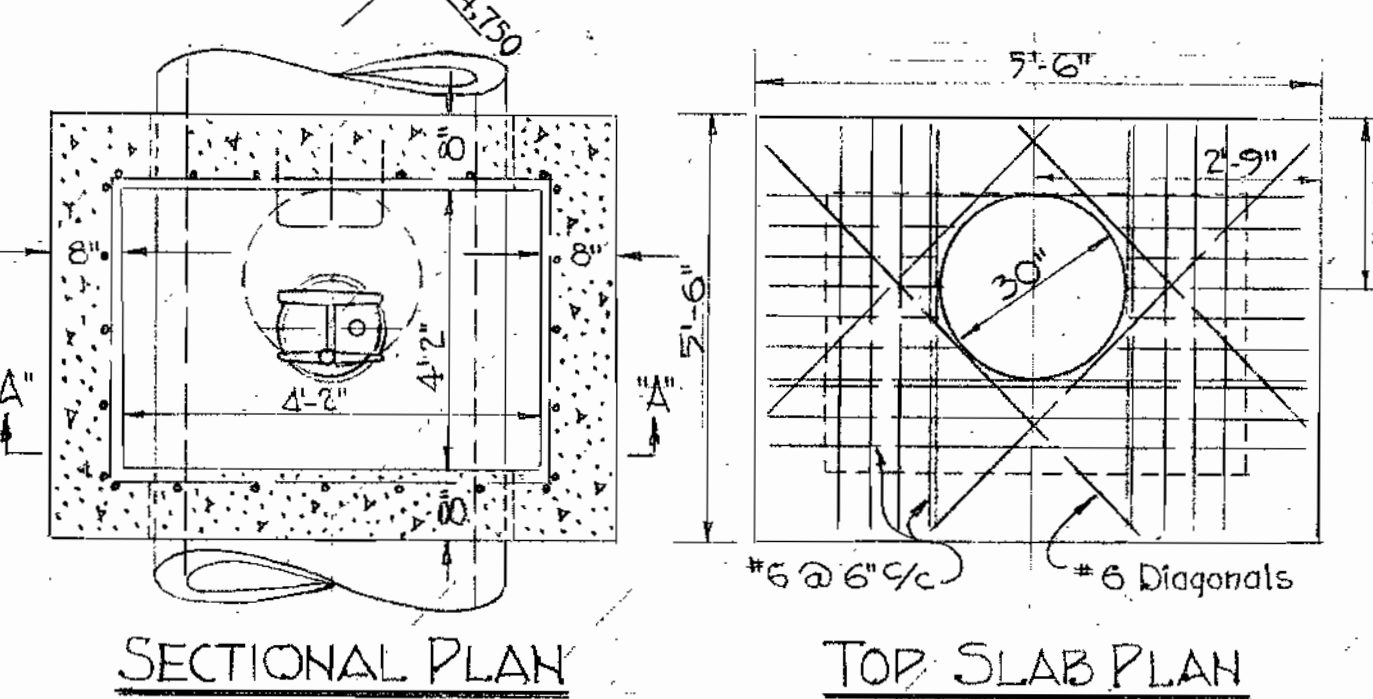 4,750
8"
8"
8"
4'-2"
4'-2"
"A"
A"
8"
SECTIONAL PLAN
5'-6"
2'-9"
30"
5'-6"
#6 @ 6" c/c
#6 Diagonals
TOP SLAB PLAN